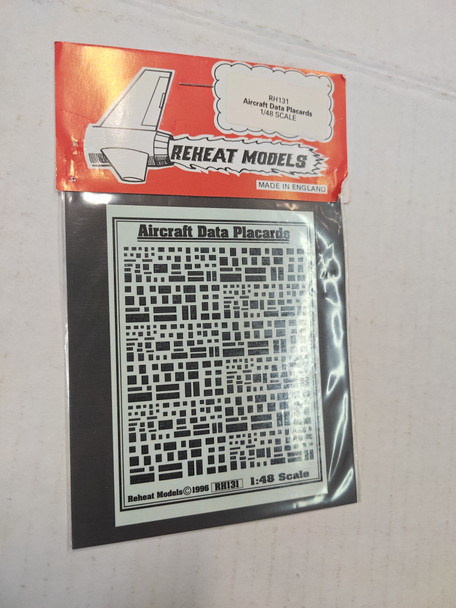 RH131
Aircraft Data Placards
1/48 SCALE
REHEAT MODELS
MADE IN ENGLAND
Aircraft Data Placards
Reheat Models©1996 RH131 1:48 Scale